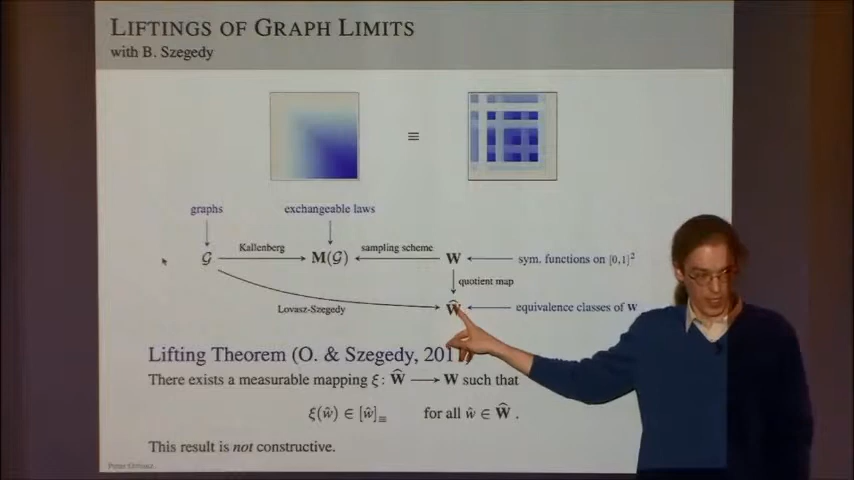 LIFTINGS OF GRAPH LIMITS
with B. Szegedy
≡
graphs
exchangeable laws
𝒢
Kallenberg
M(𝒢)
sampling scheme
W
sym. functions on [0,1]²
quotient map
Lovasz-Szegedy
Ŵ
equivalence classes of W
Lifting Theorem (O. & Szegedy, 201
There exists a measurable mapping ξ: Ŵ ⟶ W such that
ξ(ŵ) ∈ [ŵ]≡ for all ŵ ∈ Ŵ .
This result is not constructive.
Peter Orbanz